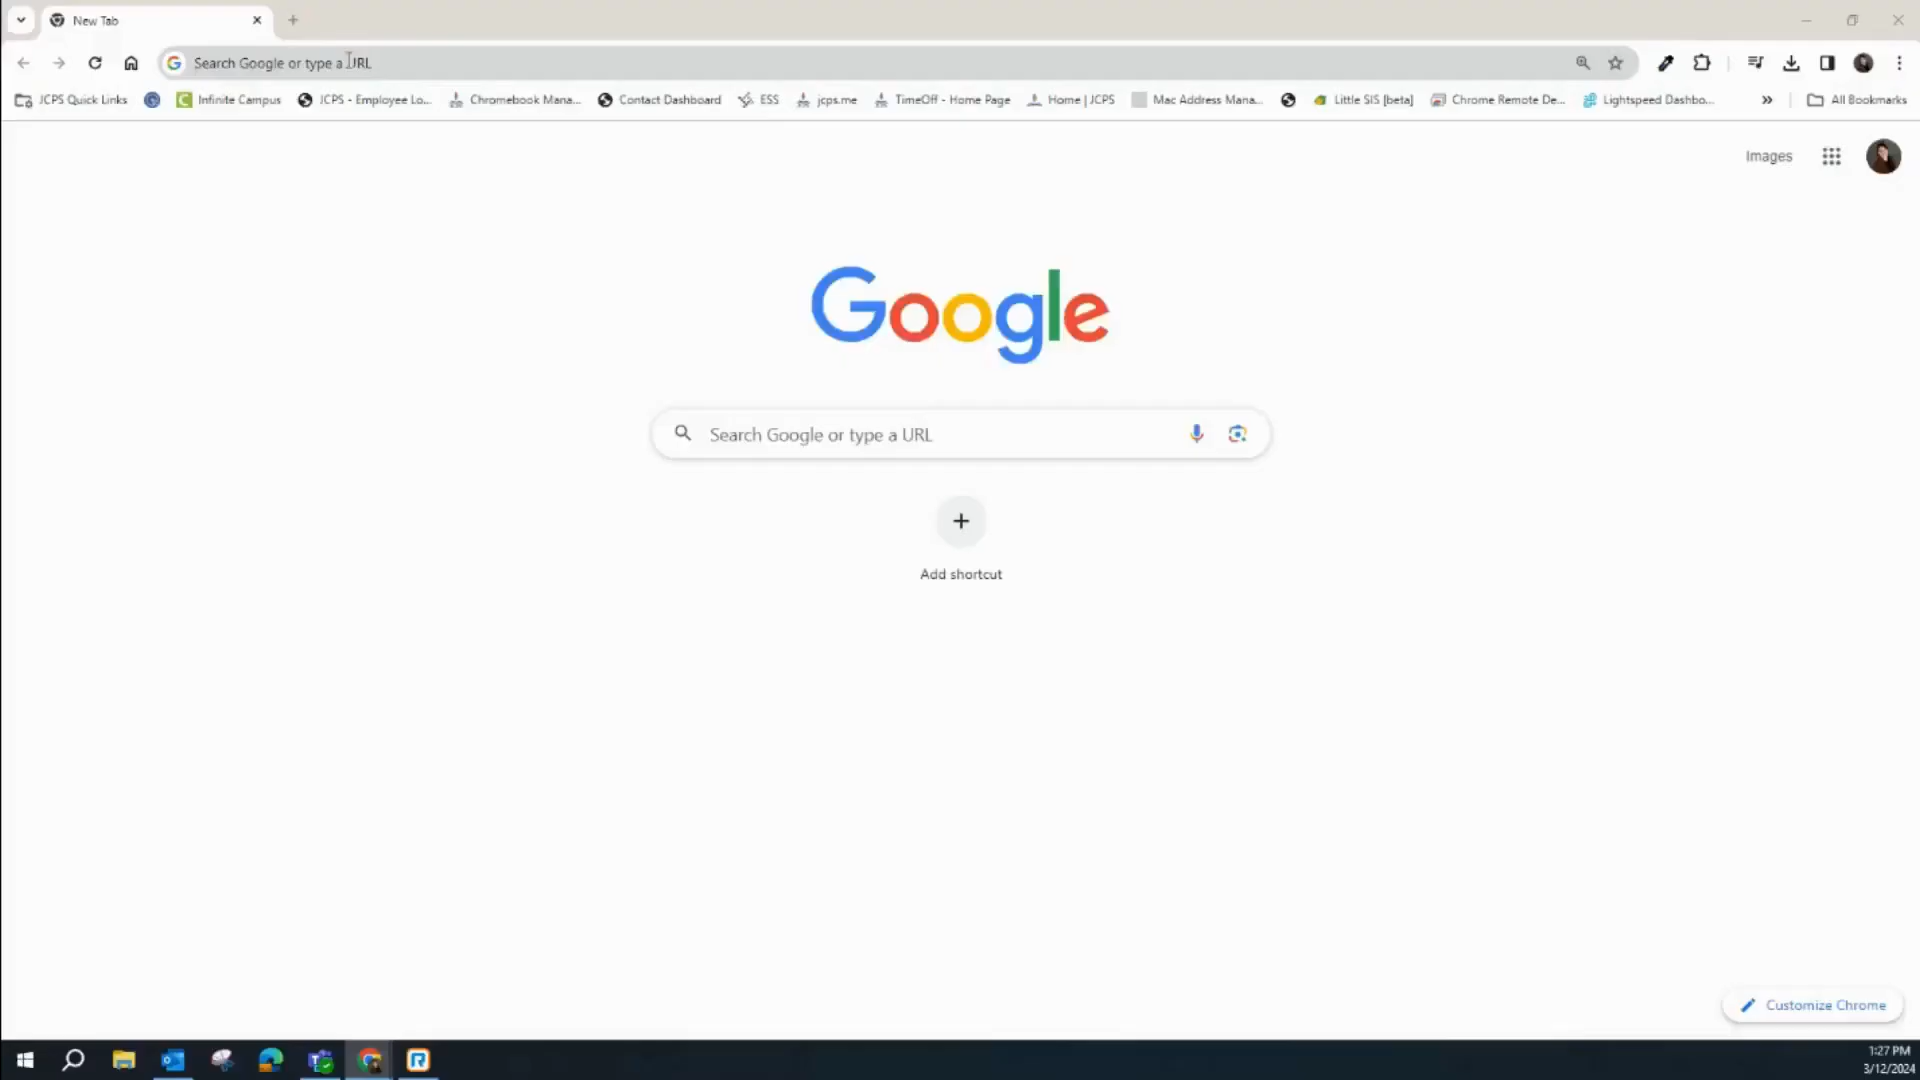 New Tab
Search Google or type a URL
JCPS Quick Links Infinite Campus JCPS - Employee Lo... Chromebook Mana... Contact Dashboard ESS jcps.me TimeOff - Home Page Home | JCPS Mac Address Mana... Little SIS [beta] Chrome Remote De... Lightspeed Dashbo... » All Bookmarks
Images
Google
Search Google or type a URL
Add shortcut
Customize Chrome
1:27 PM
3/12/2024